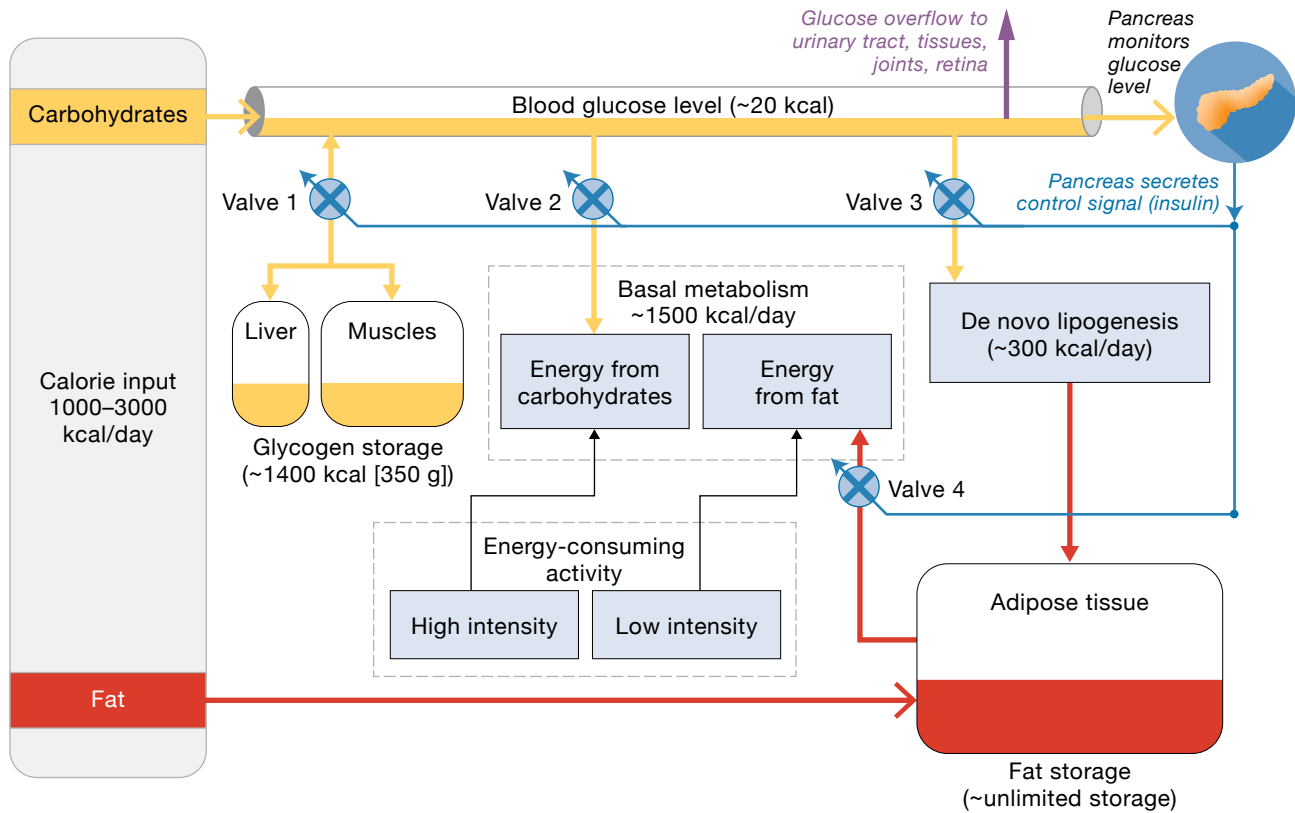 Glucose overflow to
urinary tract, tissues,
joints, retina
Pancreas
monitors
glucose
level
Carbohydrates
Blood glucose level (~20 kcal)
Valve 1
Valve 2
Valve 3
Pancreas secretes
control signal (insulin)
Liver
Muscles
Glycogen storage
(~1400 kcal [350 g])
Basal metabolism
~1500 kcal/day
Energy from
carbohydrates
Energy
from fat
De novo lipogenesis
(~300 kcal/day)
Calorie input
1000–3000
kcal/day
Valve 4
Energy-consuming
activity
High intensity
Low intensity
Adipose tissue
Fat
Fat storage
(~unlimited storage)